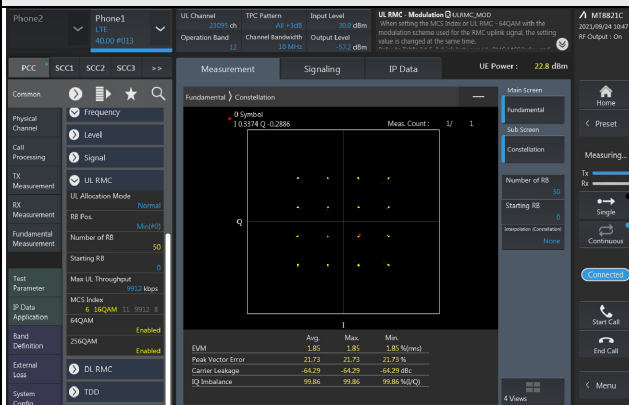 Phone2
Phone1
LTE
40.00 #013
UL Channel
23095 ch
TPC Pattern
All +3dB
Input Level
30.0 dBm
Operation Band
12
Channel Bandwidth
10 MHz
Output Level
-57.2 dBm
UL RMC - Modulation ULRMC_MOD
When setting the MCS Index or UL RMC - 64QAM with the
modulation scheme used for the RMC uplink signal, the setting
value is changed at the same time.
MT8821C
2021/09/24 10:47
RF Output : On
PCC
SCC1
SCC2
SCC3
>>
Measurement
Signaling
IP Data
UE Power : 22.8 dBm
Common
Physical
Channel
Call
Processing
TX
Measurement
RX
Measurement
Fundamental
Measurement
Test
Parameter
IP Data
Application
Band
Definition
External
Loss
System
Config
Frequency
Level
Signal
UL RMC
UL Allocation Mode
Normal
RB Pos.
Min(#0)
Number of RB
50
Starting RB
0
Max UL Throughput
9912 kbps
MCS Index
6 16QAM 11 9912 8
64QAM
Enabled
256QAM
Enabled
DL RMC
TDD
Fundamental Constellation
0 Symbol
I 0.3374 Q -0.2886
Meas. Count : 1/ 1
Q
I
Avg. Max. Min.
EVM 1.85 1.85 1.85 %(rms)
Peak Vector Error 21.73 21.73 21.73 %
Carrier Leakage -64.29 -64.29 -64.29 dBc
IQ Imbalance 99.86 99.86 99.86 %(I/Q)
Main Screen
Fundamental
Sub Screen
Constellation
Number of RB
50
Starting RB
0
Interpolation (Constellation)
None
4 Views
Home
< Preset
Measuring...
Tx
Rx
Single
Continuous
Connected
Start Call
End Call
< Menu